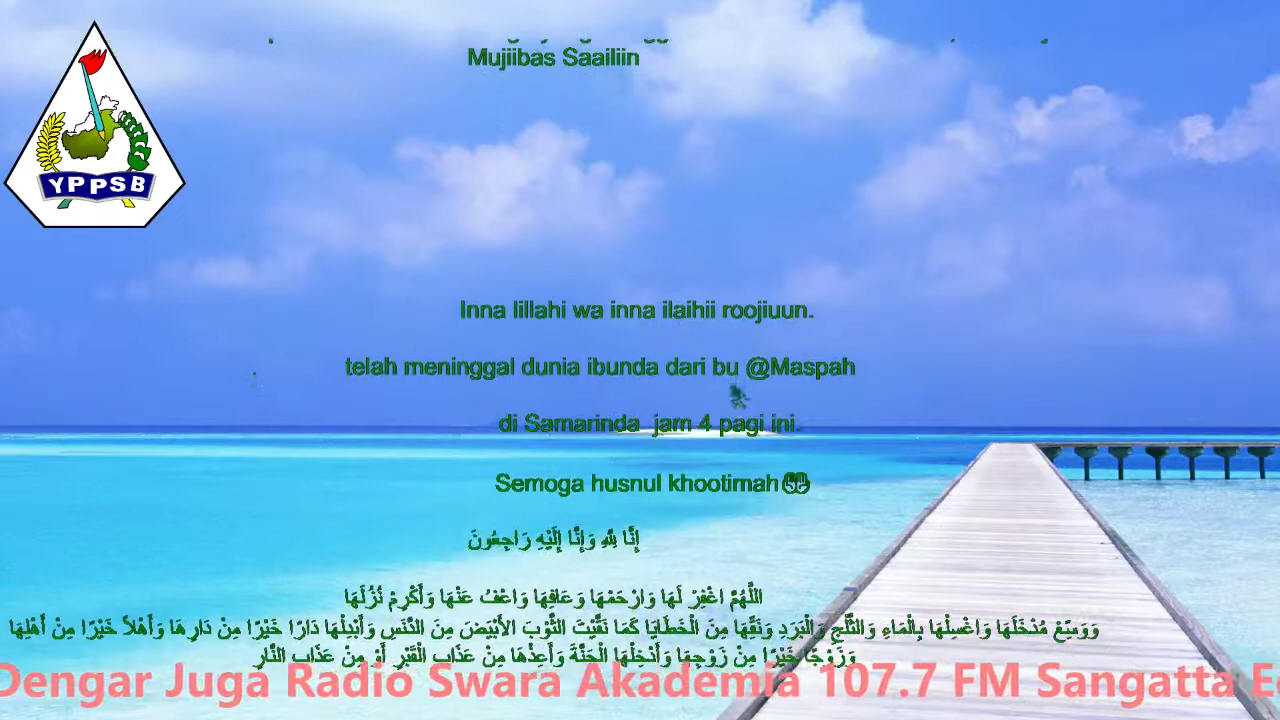 YPPSB
Mujiibas Saailiin
Inna lillahi wa inna ilaihii roojiuun.
telah meninggal dunia ibunda dari bu @Maspah
di Samarinda jam 4 pagi ini.
Semoga husnul khootimah
إِنَّا لِلَّهِ وَإِنَّا إِلَيْهِ رَاجِعُونَ
اللَّهُمَّ اغْفِرْ لَهَا وَارْحَمْهَا وَعَافِهَا وَاعْفُ عَنْهَا وَأَكْرِمْ نُزُلَهَا
وَوَسِّعْ مُدْخَلَهَا وَاغْسِلْهَا بِالْمَاءِ وَالثَّلْجِ وَالْبَرَدِ وَنَقِّهَا مِنَ الْخَطَايَا كَمَا نَقَّيْتَ الثَّوْبَ الأَبْيَضَ مِنَ الدَّنَسِ وَأَبْدِلْهَا دَارًا خَيْرًا مِنْ دَارِهَا وَأَهْلاً خَيْرًا مِنْ أَهْلِهَا
وَزَوْجًا خَيْرًا مِنْ زَوْجِهَا وَأَدْخِلْهَا الْجَنَّةَ وَأَعِذْهَا مِنْ عَذَابِ الْقَبْرِ أَوْ مِنْ عَذَابِ النَّارِ
Dengar Juga Radio Swara Akademia 107.7 FM Sangatta